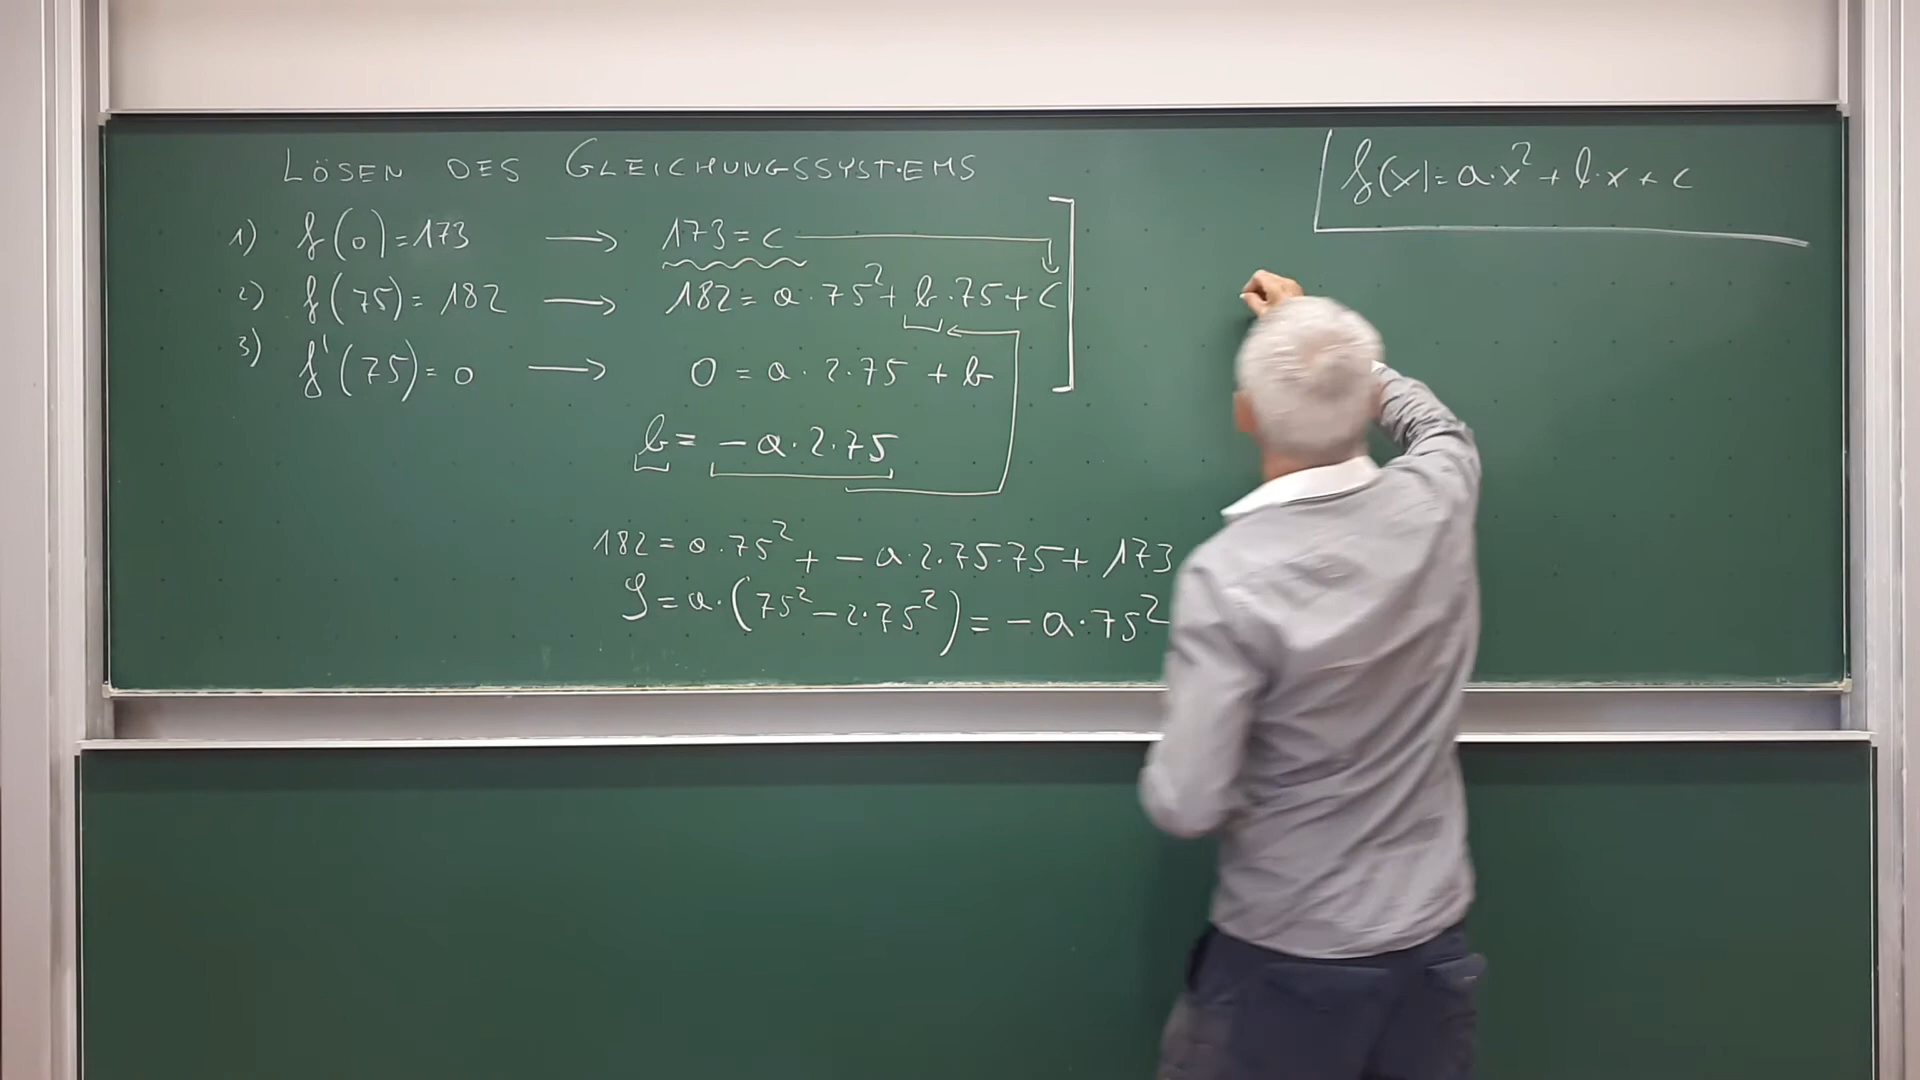 LÖSEN DES GLEICHUNGSSYSTEMS
f(x)=a·x²+b·x+c
1) f(0)=173 → 173=c
2) f(75)=182 → 182=a·75²+b·75+c
3) f'(75)=0 → 0=a·2·75+b
b=-a·2·75
182=a·75²+-a·2·75·75+173
9=a·(75²-2·75²)=-a·75²